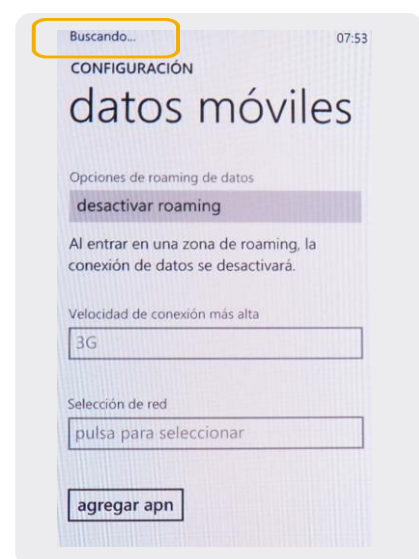 Buscando...
07:53
CONFIGURACIÓN
datos móviles
Opciones de roaming de datos
desactivar roaming
Al entrar en una zona de roaming, la
conexión de datos se desactivará.
Velocidad de conexión más alta
3G
Selección de red
pulsa para seleccionar
agregar apn